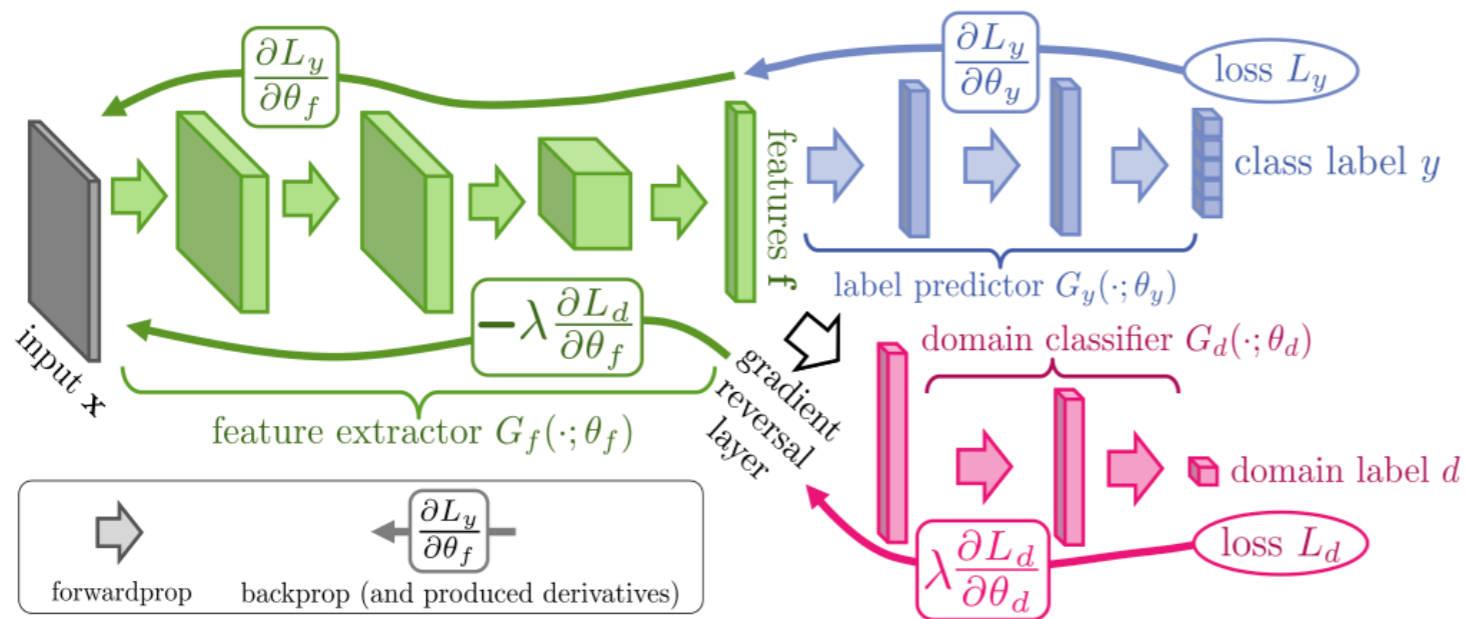 ∂L_y/∂θ_f
∂L_y/∂θ_y
loss L_y
features f
class label y
label predictor G_y(·; θ_y)
−λ ∂L_d/∂θ_f
input x
gradient
reversal
layer
domain classifier G_d(·; θ_d)
feature extractor G_f(·; θ_f)
domain label d
λ ∂L_d/∂θ_d
loss L_d
∂L_y/∂θ_f
forwardprop
backprop (and produced derivatives)